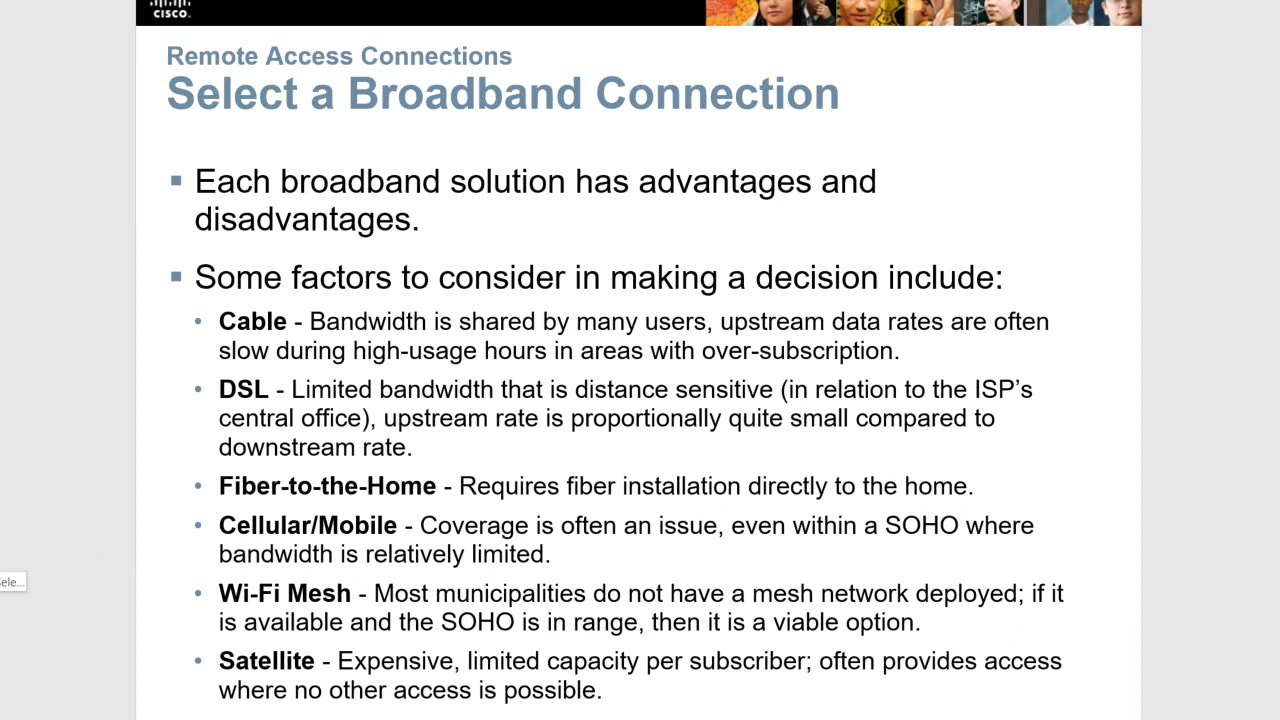 CISCO.
Remote Access Connections
Select a Broadband Connection
▪ Each broadband solution has advantages and
disadvantages.
▪ Some factors to consider in making a decision include:
• Cable - Bandwidth is shared by many users, upstream data rates are often
slow during high-usage hours in areas with over-subscription.
• DSL - Limited bandwidth that is distance sensitive (in relation to the ISP’s
central office), upstream rate is proportionally quite small compared to
downstream rate.
• Fiber-to-the-Home - Requires fiber installation directly to the home.
• Cellular/Mobile - Coverage is often an issue, even within a SOHO where
bandwidth is relatively limited.
• Wi-Fi Mesh - Most municipalities do not have a mesh network deployed; if it
is available and the SOHO is in range, then it is a viable option.
• Satellite - Expensive, limited capacity per subscriber; often provides access
where no other access is possible.